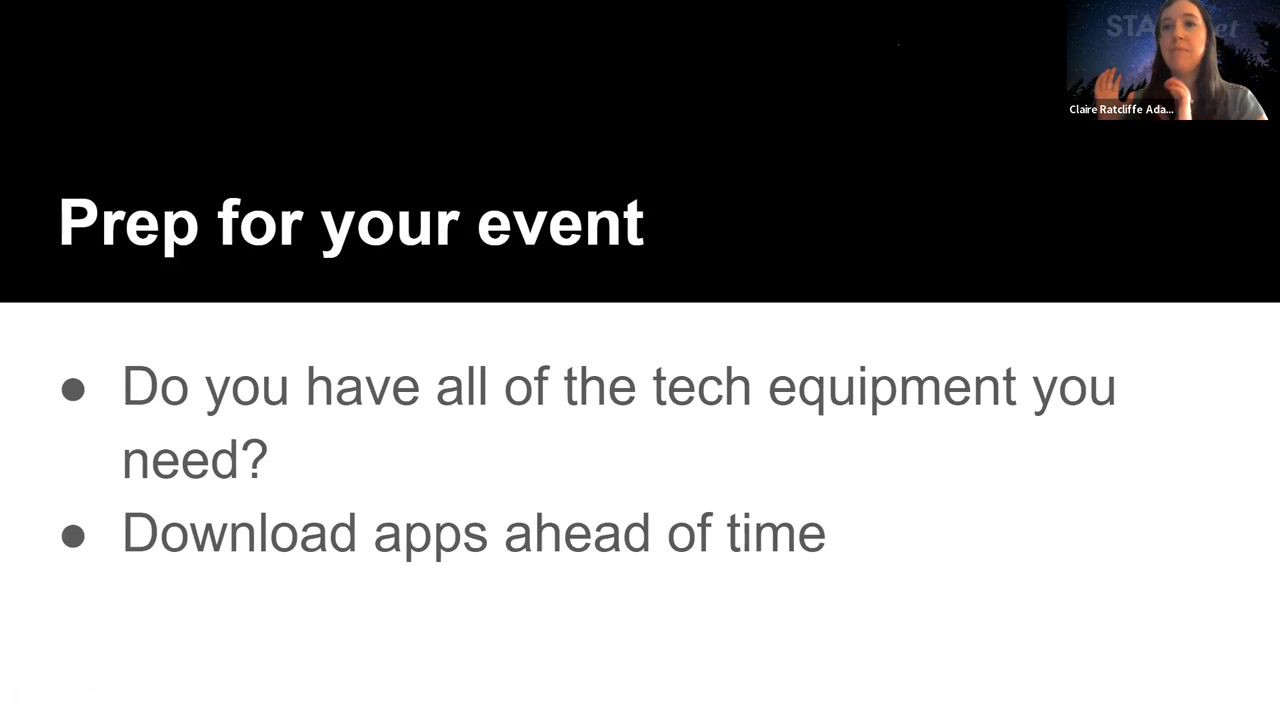 Claire Ratcliffe Ada...
Prep for your event
● Do you have all of the tech equipment you
need?
● Download apps ahead of time